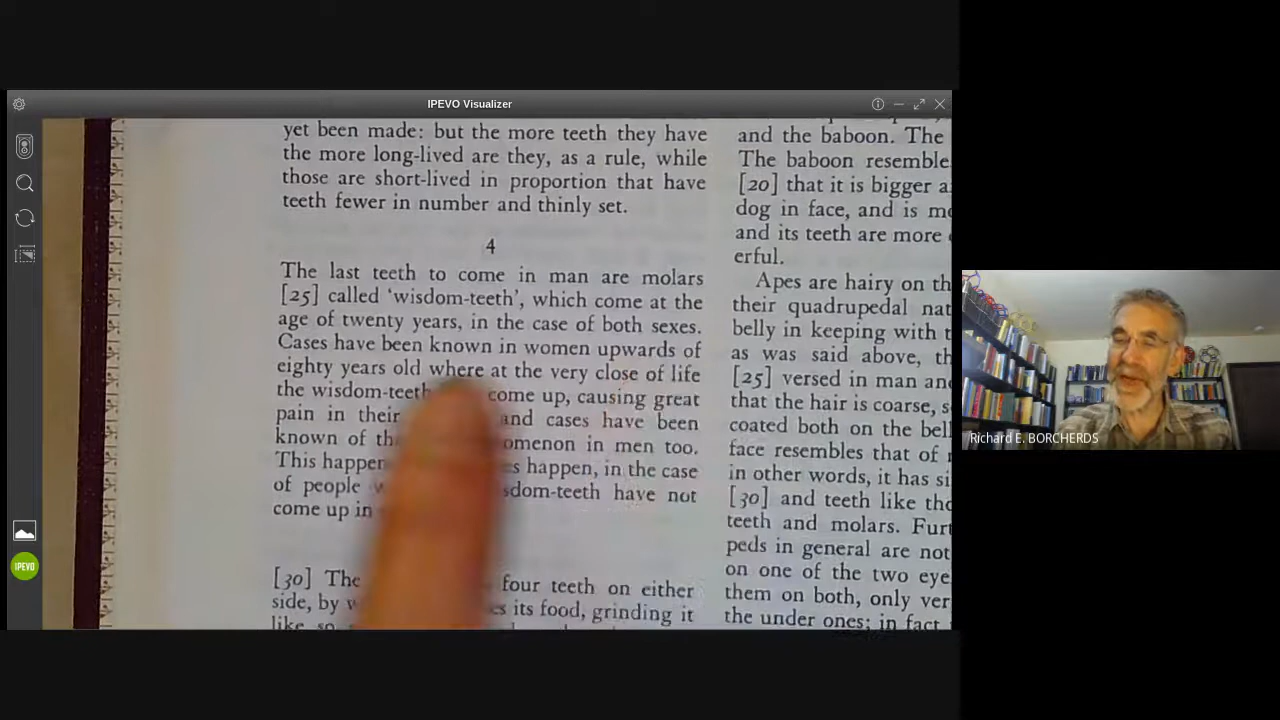 IPEVO Visualizer
yet been made: but the more teeth they have
the more long-lived are they, as a rule, while
those are short-lived in proportion that have
teeth fewer in number and thinly set.
4
The last teeth to come in man are molars
[25] called ‘wisdom-teeth’, which come at the
age of twenty years, in the case of both sexes.
Cases have been known in women upwards of
eighty years old where at the very close of life
the wisdom-teeth come up, causing great
pain in their and cases have been
known of the omenon in men too.
This happen es happen, in the case
of people sdom-teeth have not
come up in
[30] The four teeth on either
side, by es its food, grinding it
like so
and the baboon. The
The baboon resemble
[20] that it is bigger a
dog in face, and is mo
and its teeth are more
erful.
Apes are hairy on th
their quadrupedal nat
belly in keeping with t
as was said above, th
[25] versed in man an
that the hair is coarse, s
coated both on the bell
face resembles that of
in other words, it has si
[30] and teeth like tho
teeth and molars. Furt
peds in general are not
on one of the two eye
them on both, only ver
the under ones; in fact
IPEVO
Richard E. BORCHERDS